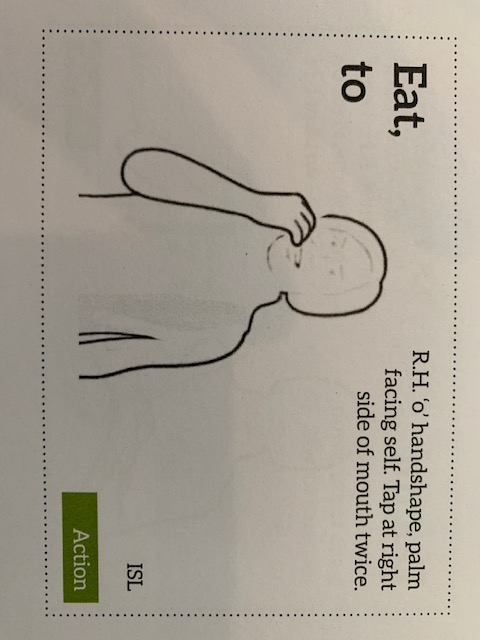 Eat,
to
R.H. 'o' handshape, palm
facing self. Tap at right
side of mouth twice.
ISL
Action